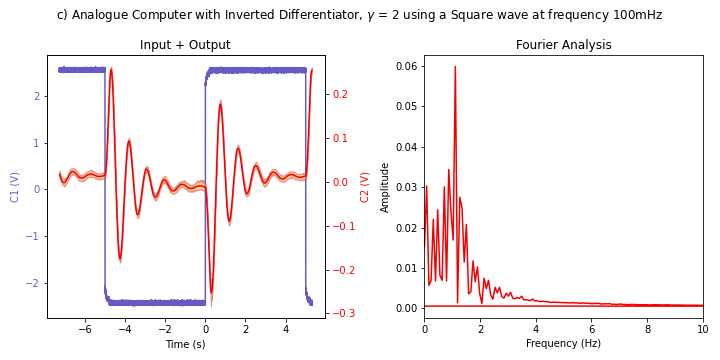 c) Analogue Computer with Inverted Differentiator, γ = 2 using a Square wave at frequency 100mHz
Input + Output
Fourier Analysis
C1 (V)
2
1
0
−1
−2
0.2
0.1
0.0
−0.1
−0.2
−0.3
C2 (V)
−6 −4 −2 0 2 4
Time (s)
Amplitude
0.06
0.05
0.04
0.03
0.02
0.01
0.00
0 2 4 6 8 10
Frequency (Hz)